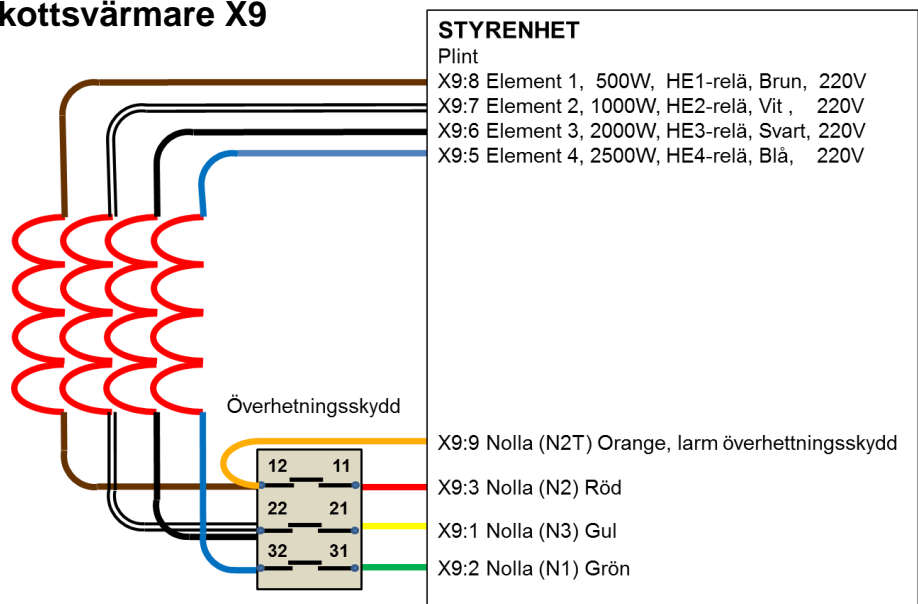 kottsvärmare X9
STYRENHET
Plint
X9:8 Element 1, 500W, HE1-relä, Brun, 220V
X9:7 Element 2, 1000W, HE2-relä, Vit , 220V
X9:6 Element 3, 2000W, HE3-relä, Svart, 220V
X9:5 Element 4, 2500W, HE4-relä, Blå, 220V
Överhetningsskydd
X9:9 Nolla (N2T) Orange, larm överhettningsskydd
12 11
X9:3 Nolla (N2) Röd
22 21
X9:1 Nolla (N3) Gul
32 31
X9:2 Nolla (N1) Grön